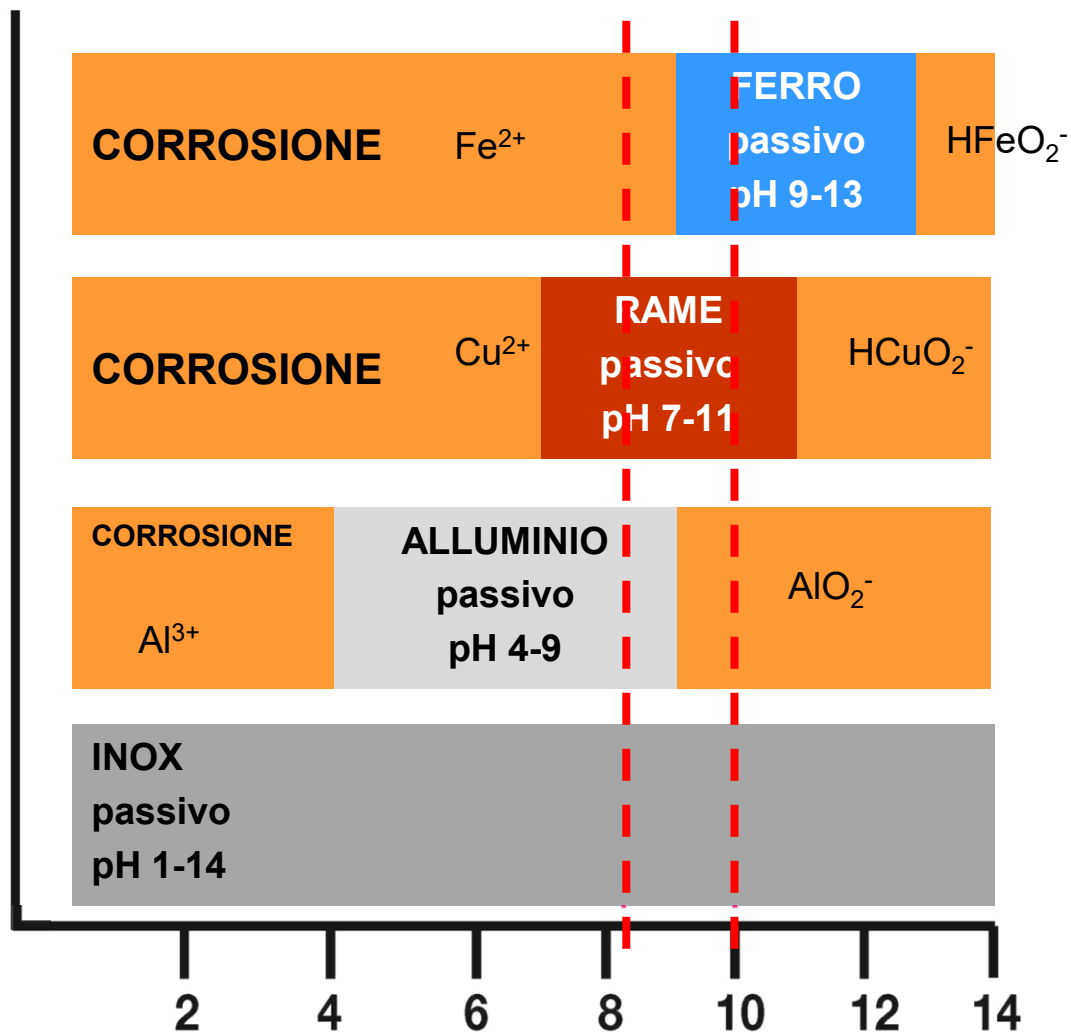 CORROSIONE
Fe²⁺
FERRO
passivo
pH 9-13
HFeO₂⁻
CORROSIONE
Cu²⁺
RAME
passivo
pH 7-11
HCuO₂⁻
CORROSIONE
Al³⁺
ALLUMINIO
passivo
pH 4-9
AlO₂⁻
INOX
passivo
pH 1-14
2 4 6 8 10 12 14